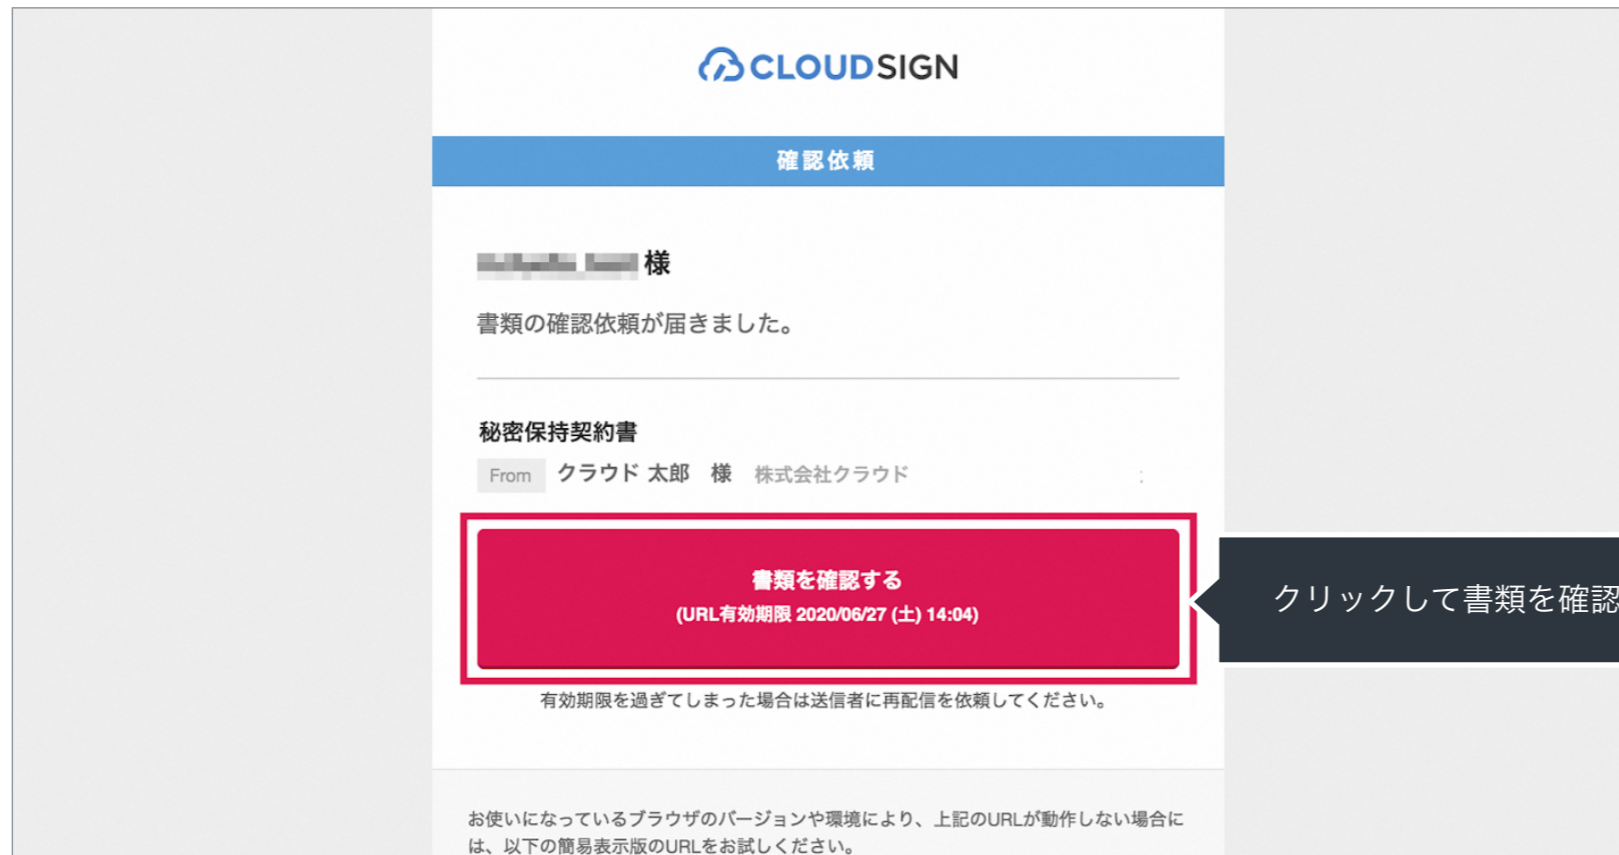 CLOUDSIGN
確認依頼
様
書類の確認依頼が届きました。
秘密保持契約書
From クラウド 太郎 様 株式会社クラウド :
書類を確認する
(URL有効期限 2020/06/27 (土) 14:04)
クリックして書類を確認
有効期限を過ぎてしまった場合は送信者に再配信を依頼してください。
お使いになっているブラウザのバージョンや環境により、上記のURLが動作しない場合に
は、以下の簡易表示版のURLをお試しください。